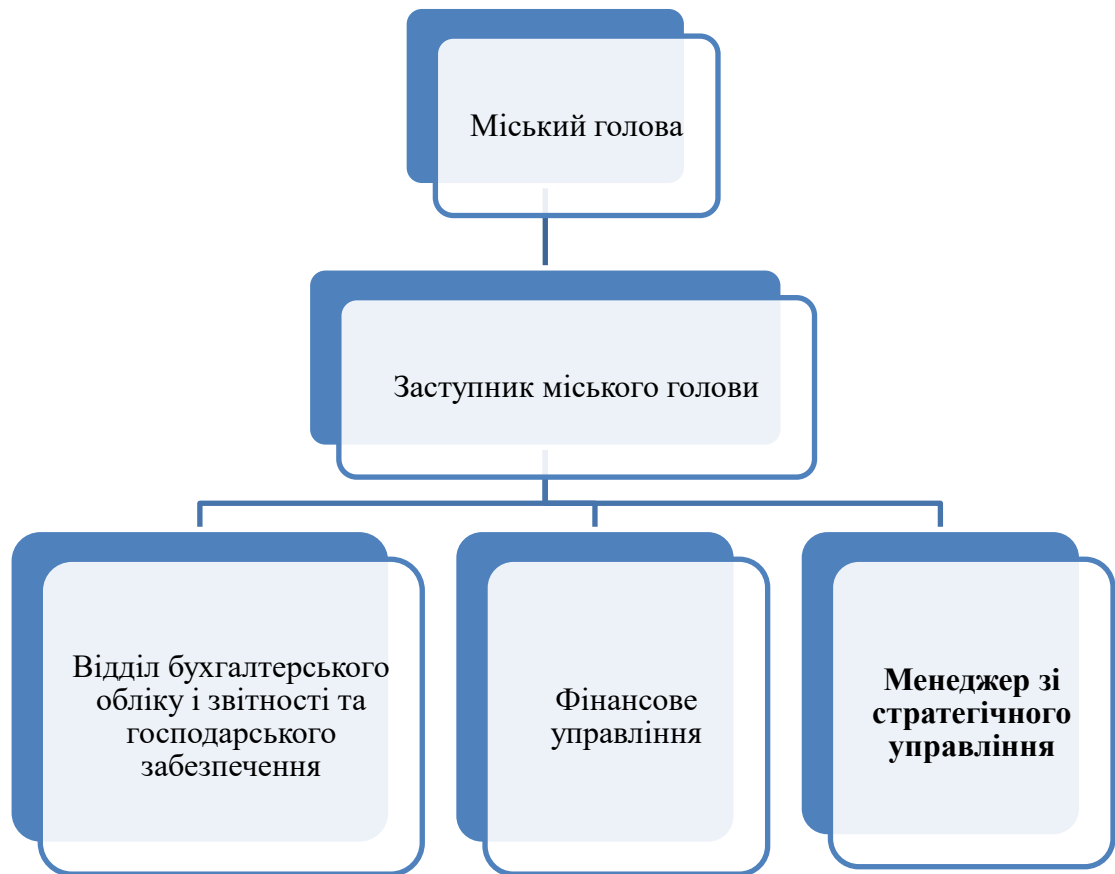 Міський голова
Заступник міського голови
Відділ бухгалтерського
обліку і звітності та
господарського
забезпечення
Фінансове
управління
Менеджер зі
стратегічного
управління